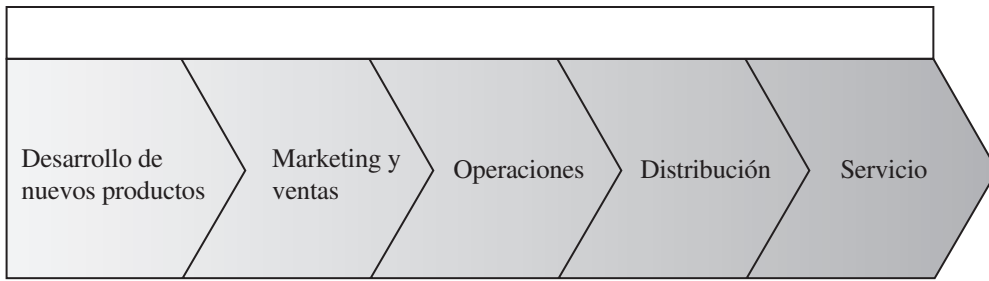 Desarrollo de
nuevos productos
Marketing y
ventas
Operaciones
Distribución
Servicio